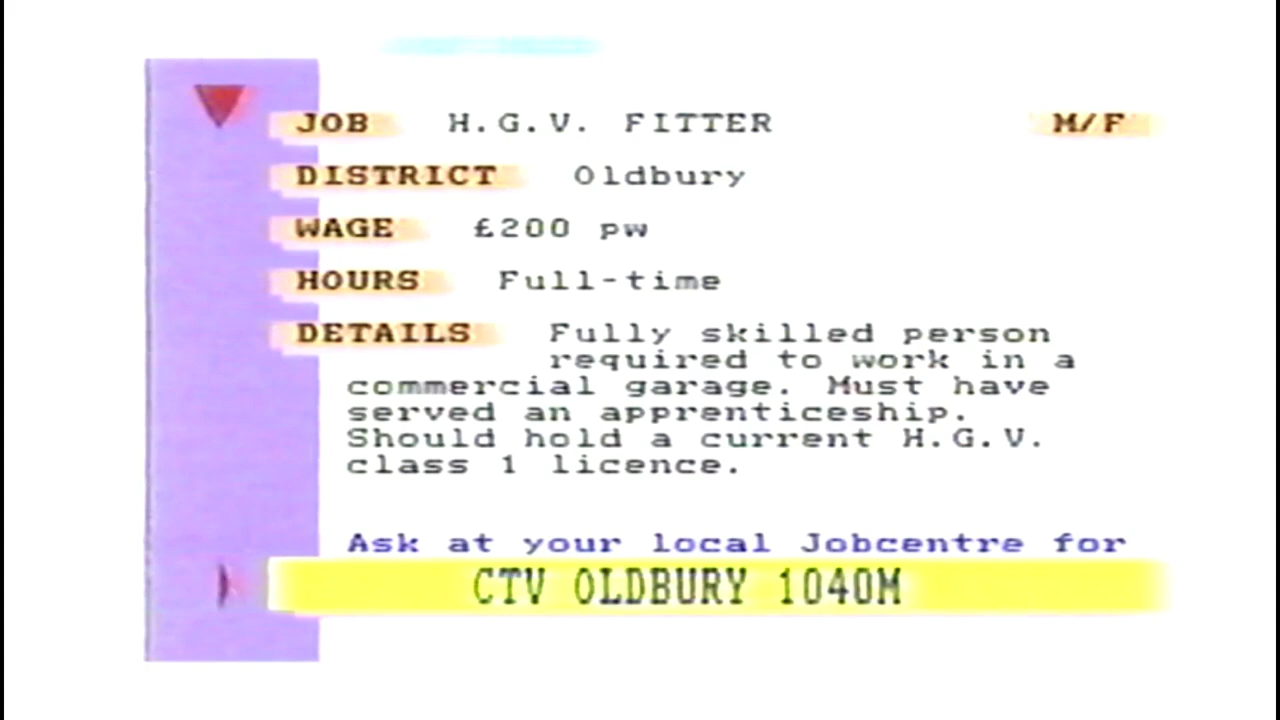 JOB H.G.V. FITTER M/F
DISTRICT Oldbury
WAGE £200 pw
HOURS Full-time
DETAILS Fully skilled person
required to work in a
commercial garage. Must have
served an apprenticeship.
Should hold a current H.G.V.
class 1 licence.
Ask at your local Jobcentre for
CTV OLDBURY 1040M